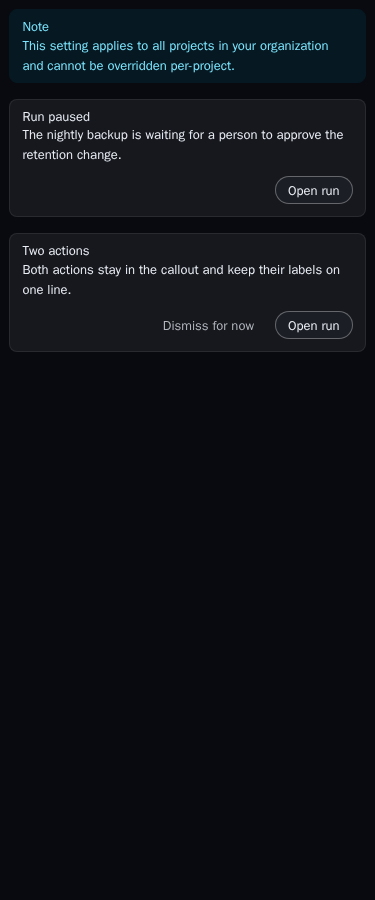 Note
This setting applies to all projects in your organization
and cannot be overridden per-project.
Run paused
The nightly backup is waiting for a person to approve the
retention change.
Open run
Two actions
Both actions stay in the callout and keep their labels on
one line.
Dismiss for now
Open run